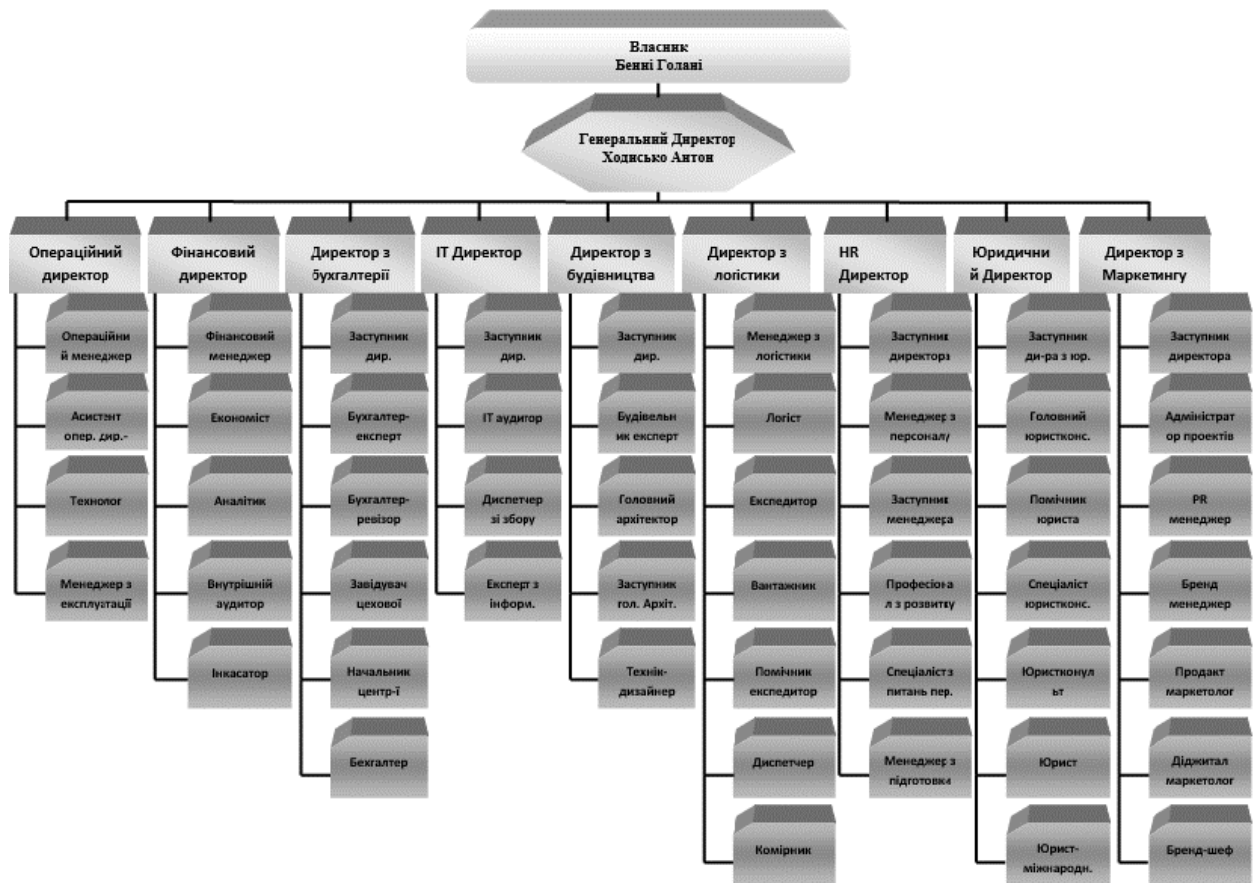 Власник
Бенні Голані
Генеральний Директор
Ходисько Антон
Операційний
директор
Фінансовий
директор
Директор з
бухгалтерії
IT Директор
Директор з
будівництва
Директор з
логістики
HR
Директор
Юридични
й Директор
Директор з
Маркетингу
Операційни
й менеджер
Асистент
опер. дир.-
Технолог
Менеджер з
експлуатації
Фінансовий
менеджер
Економіст
Аналітик
Внутрішній
аудитор
Інкасатор
Заступник
дир.
Бухгалтер-
експерт
Бухгалтер-
ревізор
Завідувач
цехової
Начальник
центр-ї
Бехгалтер
Заступник
дир.
IT аудитор
Диспетчер
зі збору
Експерт з
інформ.
Заступник
дир.
Будівельн
ик експерт
Головний
архітектор
Заступник
гол. Архіт.
Технік-
дизайнер
Менеджер з
логістики
Логіст
Експедитор
Вантажник
Помічник
експедитор
Диспетчер
Комірник
Заступник
директора
Менеджер з
персоналу
Заступник
менеджера
Професіона
л з розвитку
Спеціаліст з
питань пер.
Менеджер з
підготовки
Заступник
ди-ра з юр.
Головний
юристконс.
Помічник
юриста
Спеціаліст
юристконс.
Юристконуль
ьт
Юрист
Юрист-
міжнародн.
Заступник
директора
Адміністрат
ор проектів
PR
менеджер
Бренд
менеджер
Продакт
маркетолог
Діджитал
маркетолог
Бренд-шеф